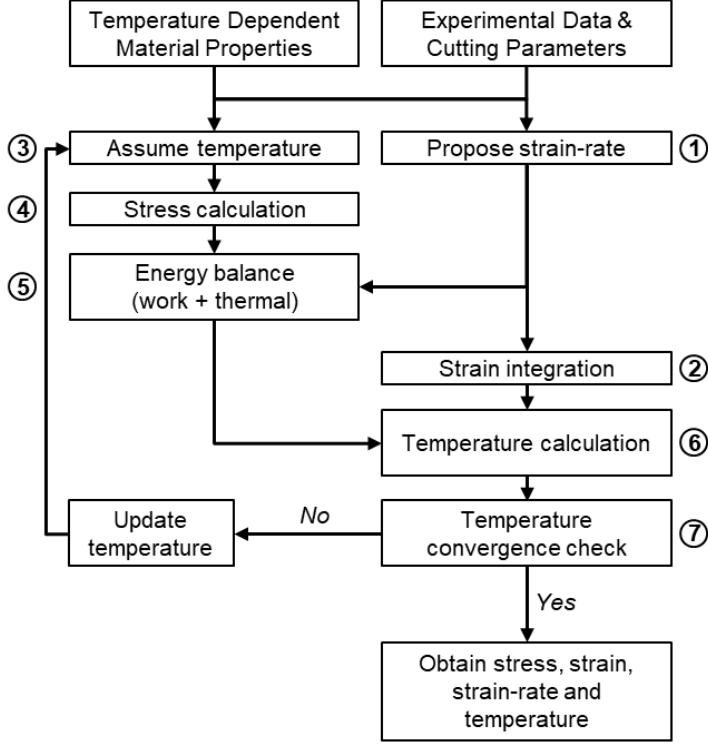 Temperature Dependent
Material Properties
Experimental Data &
Cutting Parameters
③ Assume temperature
Propose strain-rate ①
④ Stress calculation
⑤ Energy balance
(work + thermal)
Strain integration ②
Temperature calculation ⑥
Update
temperature
No
Temperature
convergence check ⑦
Yes
Obtain stress, strain,
strain-rate and
temperature